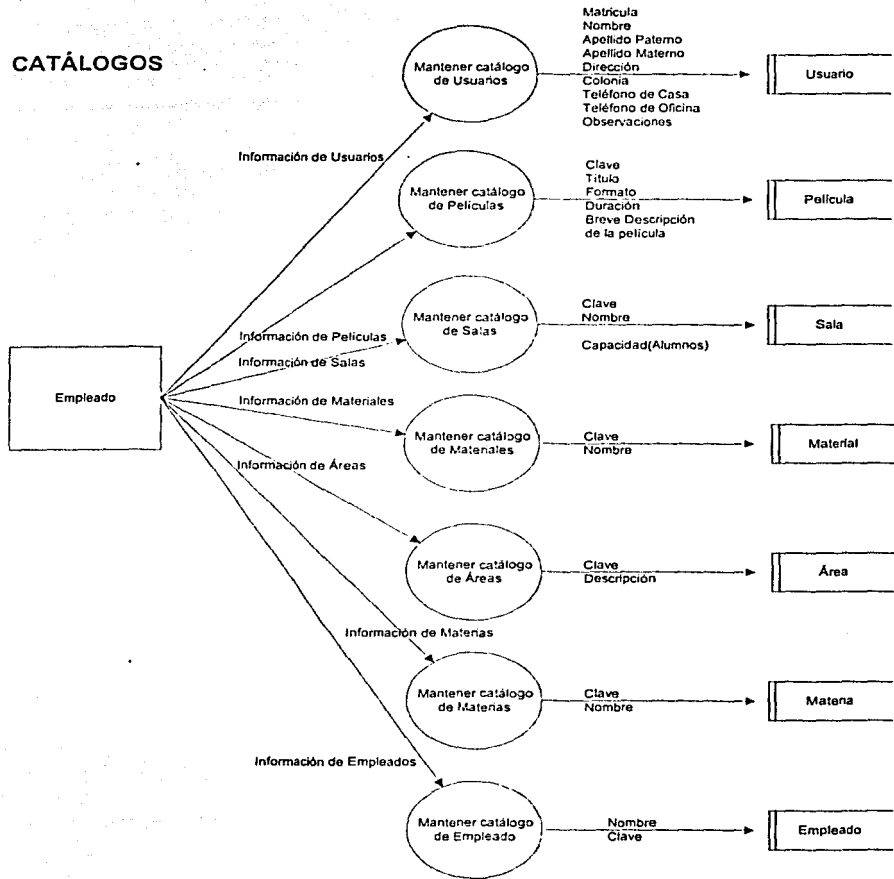 CATÁLOGOS
Mantener catálogo
de Usuarios
Matrícula
Nombre
Apellido Paterno
Apellido Materno
Dirección
Colonia
Teléfono de Casa
Teléfono de Oficina
Observaciones
Usuario
Información de Usuarios
Mantener catálogo
de Películas
Clave
Título
Formato
Duración
Breve Descripción
de la película
Película
Información de Películas
Mantener catálogo
de Salas
Clave
Nombre
Capacidad(Alumnos)
Sala
Información de Salas
Empleado
Información de Materiales
Mantener catálogo
de Materiales
Clave
Nombre
Material
Información de Áreas
Mantener catálogo
de Áreas
Clave
Descripción
Área
Información de Materias
Mantener catálogo
de Materias
Clave
Nombre
Materia
Información de Empleados
Mantener catálogo
de Empleado
Nombre
Clave
Empleado